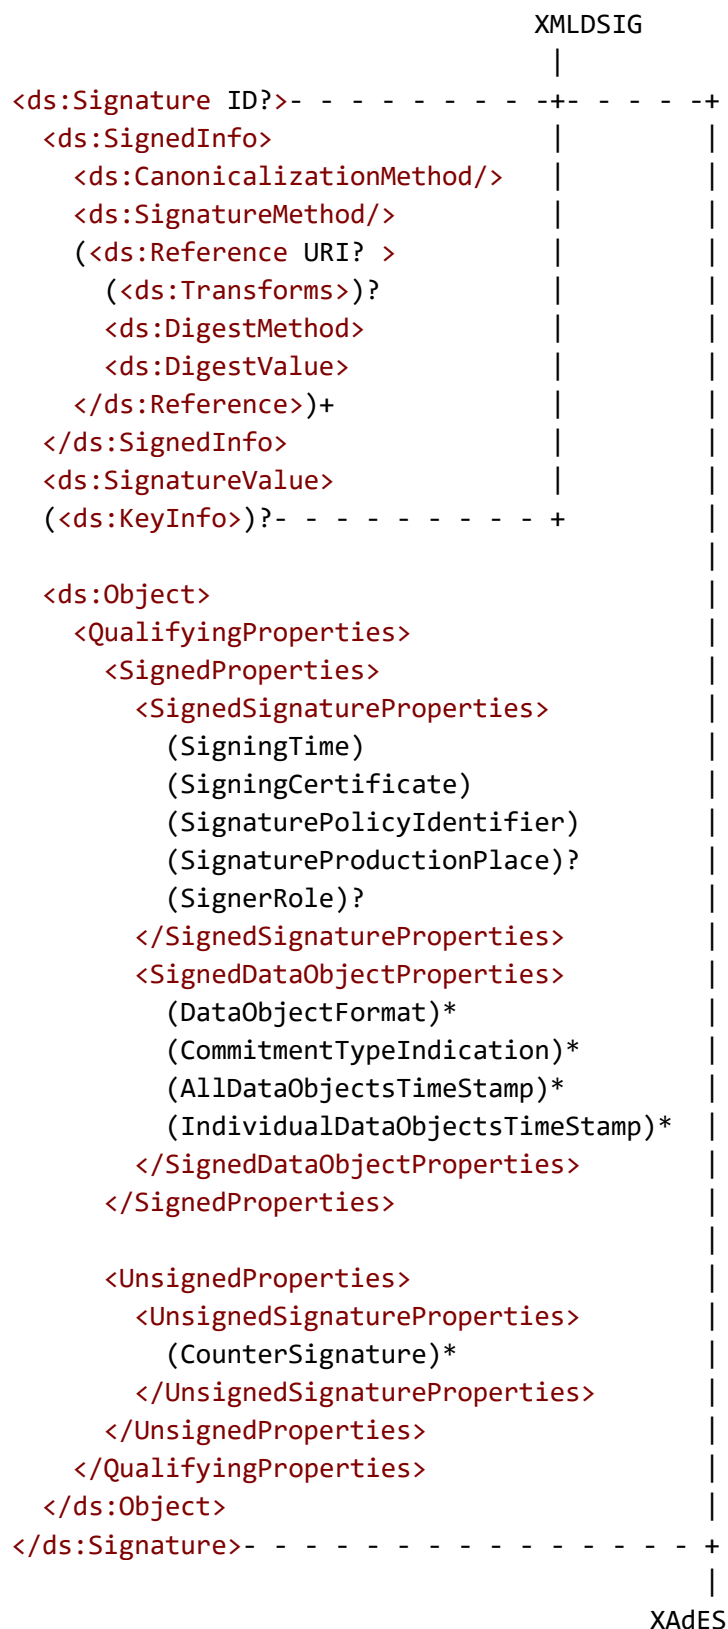 XMLDSIG
                                    |
<ds:Signature ID?>- - - - - - - - -+- - - - -+
  <ds:SignedInfo>                   |         |
    <ds:CanonicalizationMethod/>    |         |
    <ds:SignatureMethod/>           |         |
    (<ds:Reference URI? >           |         |
      (<ds:Transforms>)?            |         |
      <ds:DigestMethod>             |         |
      <ds:DigestValue>              |         |
    </ds:Reference>)+               |         |
  </ds:SignedInfo>                  |         |
  <ds:SignatureValue>               |         |
  (<ds:KeyInfo>)?- - - - - - - - - +         |
                                              |
  <ds:Object>                                 |
    <QualifyingProperties>                    |
      <SignedProperties>                      |
        <SignedSignatureProperties>           |
          (SigningTime)                       |
          (SigningCertificate)                |
          (SignaturePolicyIdentifier)         |
          (SignatureProductionPlace)?         |
          (SignerRole)?                       |
        </SignedSignatureProperties>          |
        <SignedDataObjectProperties>          |
          (DataObjectFormat)*                 |
          (CommitmentTypeIndication)*         |
          (AllDataObjectsTimeStamp)*          |
          (IndividualDataObjectsTimeStamp)*   |
        </SignedDataObjectProperties>         |
      </SignedProperties>                     |
                                              |
      <UnsignedProperties>                    |
        <UnsignedSignatureProperties>         |
          (CounterSignature)*                 |
        </UnsignedSignatureProperties>        |
      </UnsignedProperties>                   |
    </QualifyingProperties>                   |
  </ds:Object>                                |
</ds:Signature>- - - - - - - - - - - - - - - +
                                              |
                                          XAdES